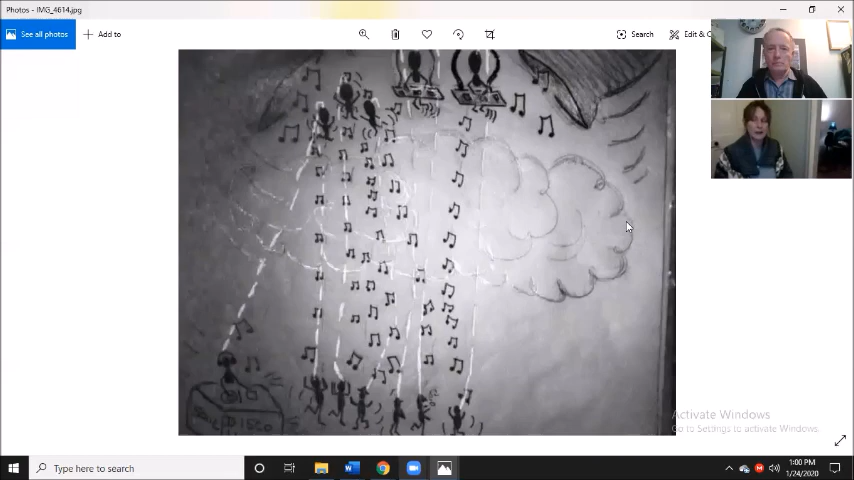 Photos - IMG_4614.jpg
See all photos
Add to
Search
Edit & C
DISCO
Activate Windows
Go to Settings to activate Windows.
Type here to search
1:00 PM
1/24/2020